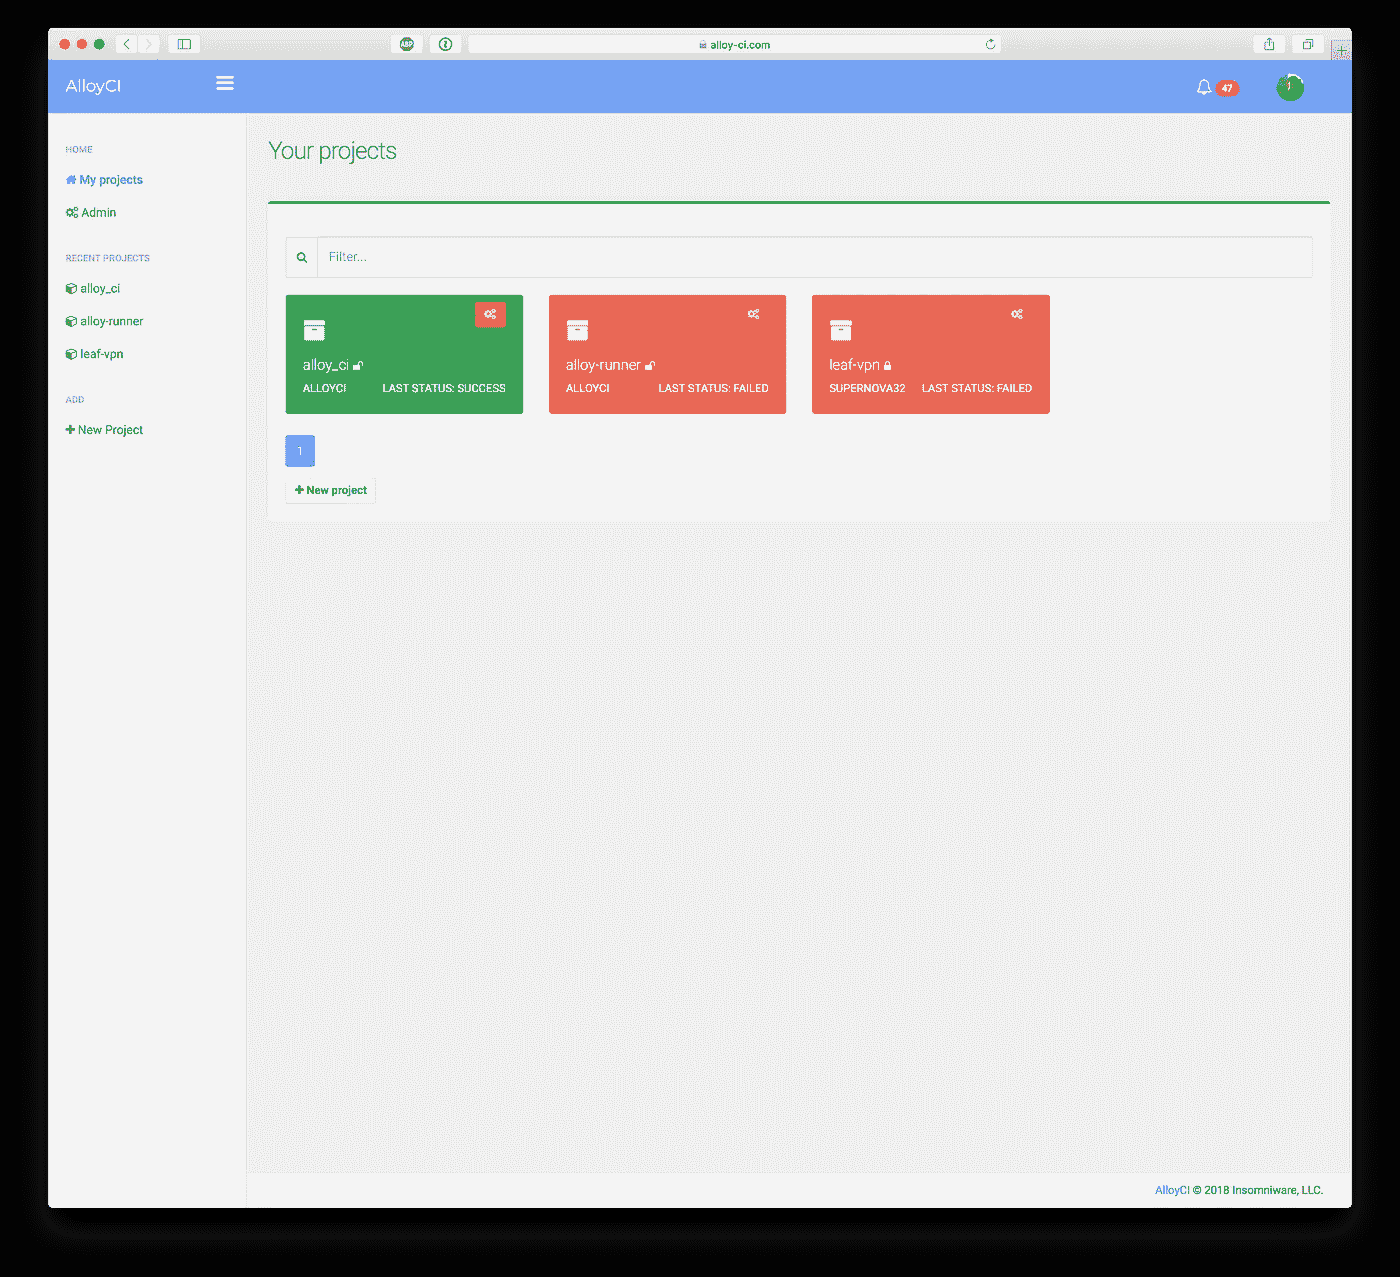 ABP
alloy-ci.com
AlloyCI
47
HOME
My projects
Admin
RECENT PROJECTS
alloy_ci
alloy-runner
leaf-vpn
ADD
New Project
Your projects
Filter...
alloy_ci
ALLOYCI LAST STATUS: SUCCESS
alloy-runner
ALLOYCI LAST STATUS: FAILED
leaf-vpn
SUPERNOVA32 LAST STATUS: FAILED
1
New project
AlloyCI © 2018 Insomniware, LLC.